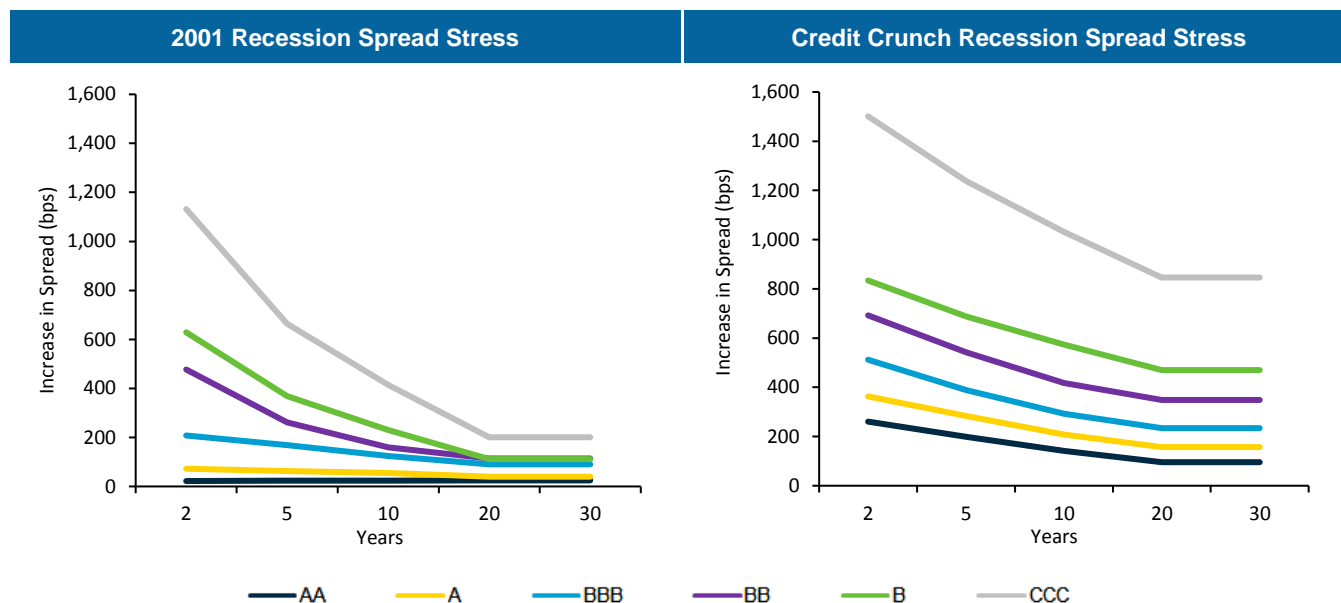 2001 Recession Spread Stress
1,600
1,400
1,200
1,000
800
600
400
200
0
Increase in Spread (bps)
2 5 10 20 30
Years
Credit Crunch Recession Spread Stress
1,600
1,400
1,200
1,000
800
600
400
200
0
Increase in Spread (bps)
2 5 10 20 30
Years
AA A BBB BB B CCC